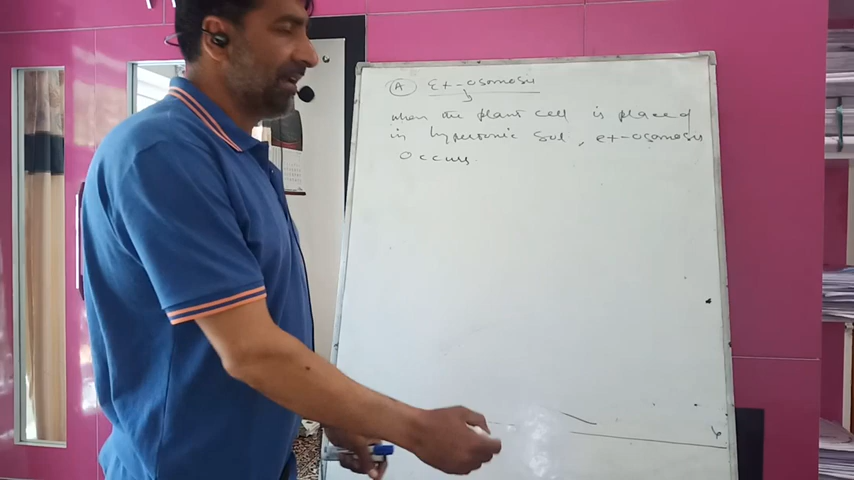 (A) Ex-osmosis
when the plant cell is placed
in hypertonic Sol, ex-osmosis
occurs.